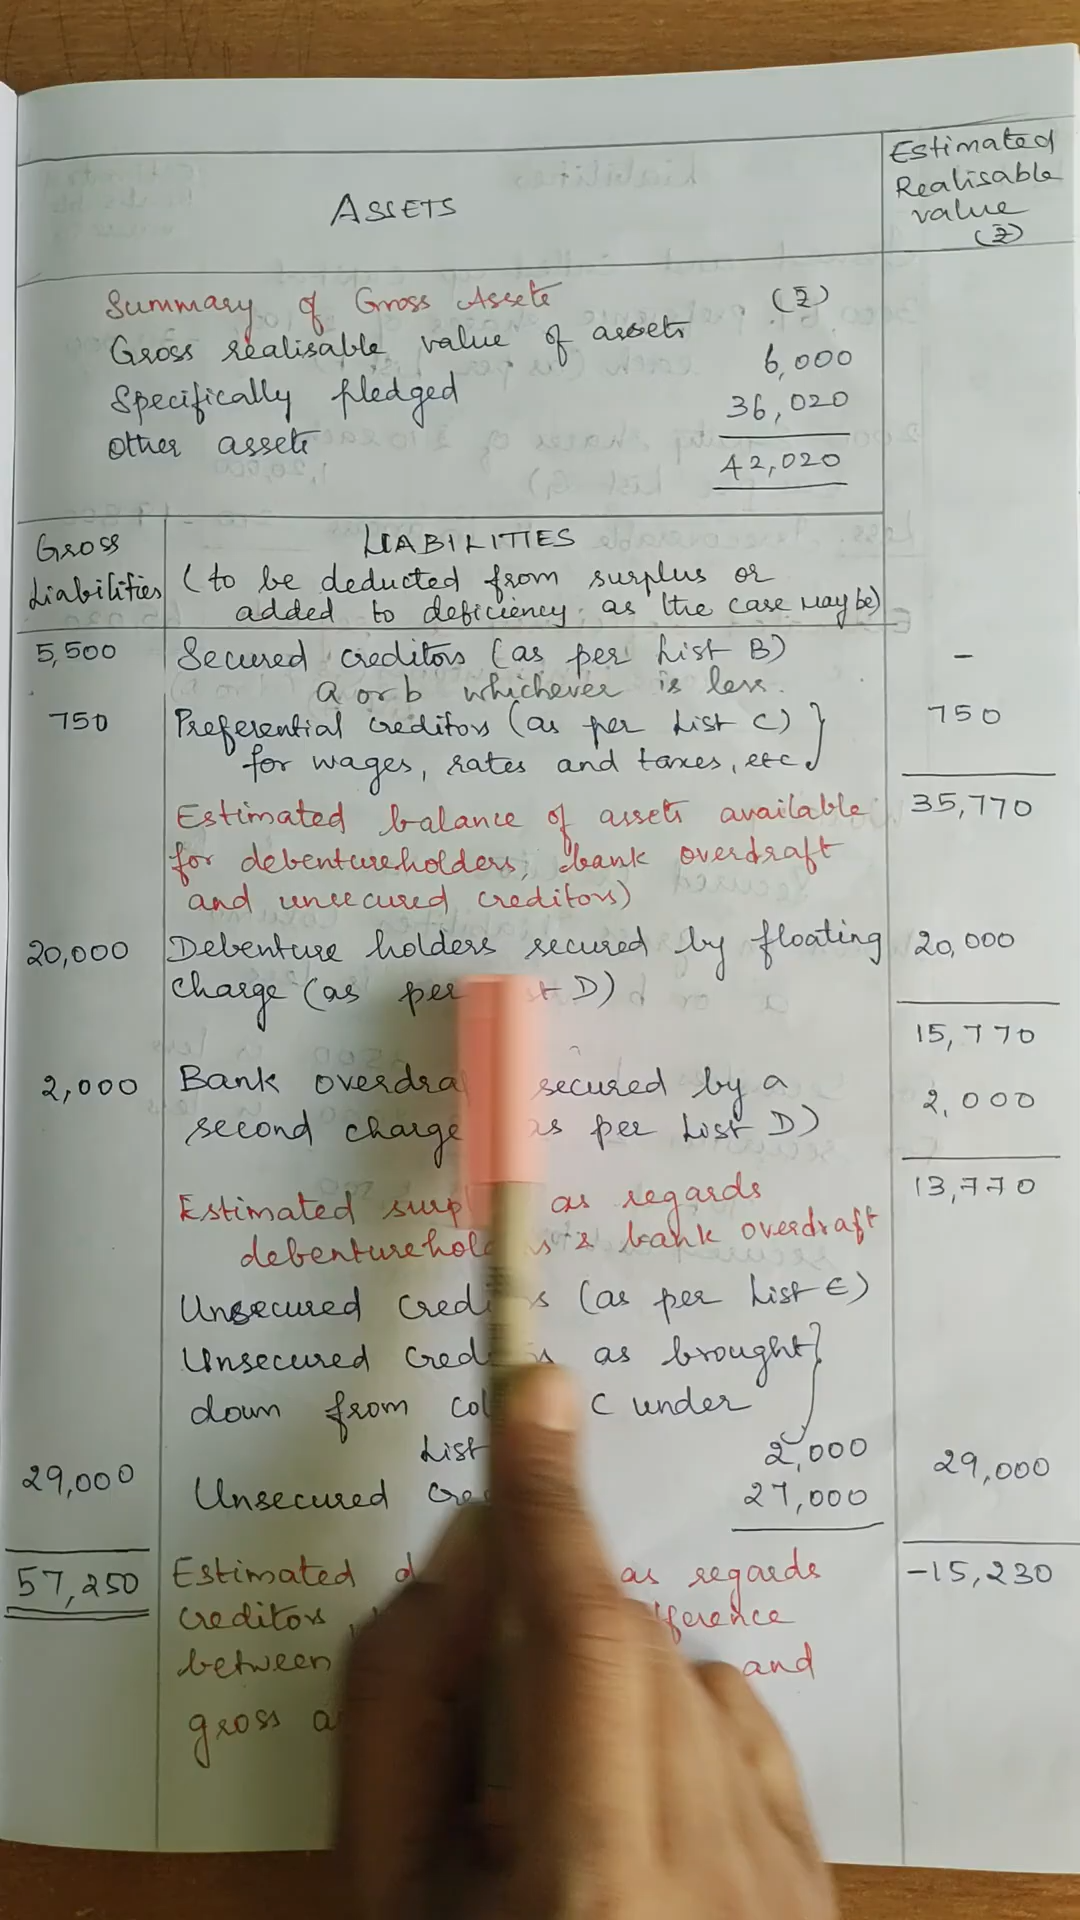 ASSETS
Estimated
Realisable
value
(₹)
Summary of Gross Assets (₹)
Gross realisable value of assets
Specifically pledged 6,000
Other assets 36,020
42,020
Gross
Liabilities
LIABILITIES
(to be deducted from surplus or
added to deficiency as the case may be)
5,500 Secured creditors (as per List B) -
a or b whichever is less.
750 Preferential creditors (as per List C) 750
for wages, rates and taxes, etc.
Estimated balance of assets available 35,770
for debentureholders, bank overdraft
and unsecured creditors)
20,000 Debenture holders secured by floating 20,000
charge (as per D)
15,770
2,000 Bank secured by a 2,000
second charge as per List D)
Estimated as regards 13,770
& bank overdraft
Unsecured (as per List E)
Unsecured as brought
down from C under
List 2,000
29,000 Unsecured 27,000 29,000
57,250 Estimated as regards -15,230
creditors
between and
gross